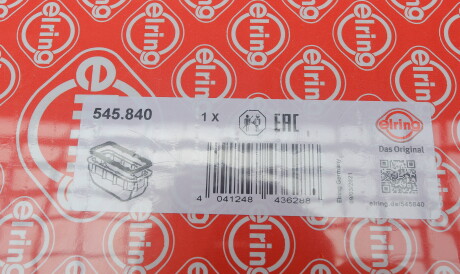 elring
545.840
1 X
EAC
elring
Das Original
4 041248 436288
elring.de/545840